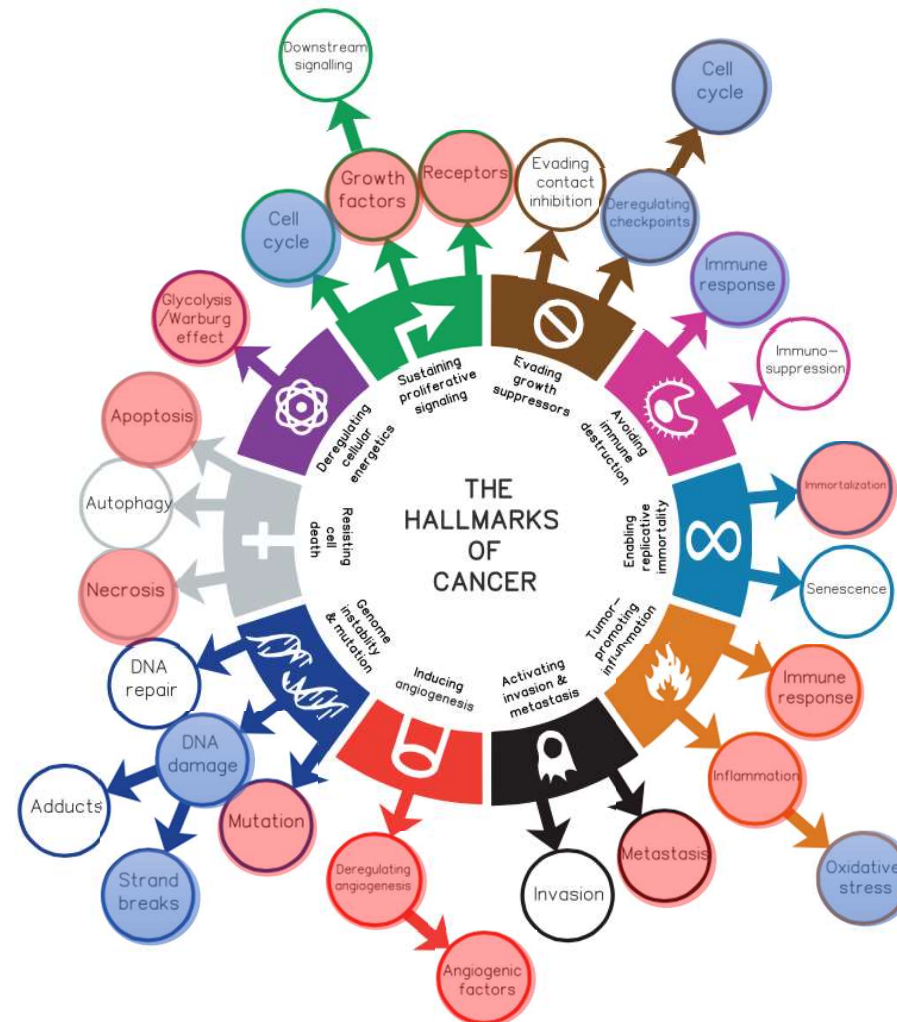 Downstream
signalling
Cell
cycle
Growth
factors
Receptors
Evading
contact
inhibition
Deregulating
checkpoints
Cell
cycle
Immune
response
Immuno-
suppression
Glycolysis
/Warburg
effect
Apoptosis
Autophagy
Necrosis
Deregulating
cellular
energetics
Sustaining
proliferative
signaling
Evading
growth
suppressors
Avoiding
immune
destruction
Resisting
cell
death
THE
HALLMARKS
OF
CANCER
Enabling
replicative
immortality
Immortalization
Senescence
Genome
instablity
& mutation
Inducing
angiogenesis
Activating
invasion &
metastasis
Tumor-
promoting
inflammation
DNA
repair
DNA
damage
Adducts
Strand
breaks
Mutation
Deregulating
angiogenesis
Angiogenic
factors
Invasion
Metastasis
Immune
response
Inflammation
Oxidative
stress